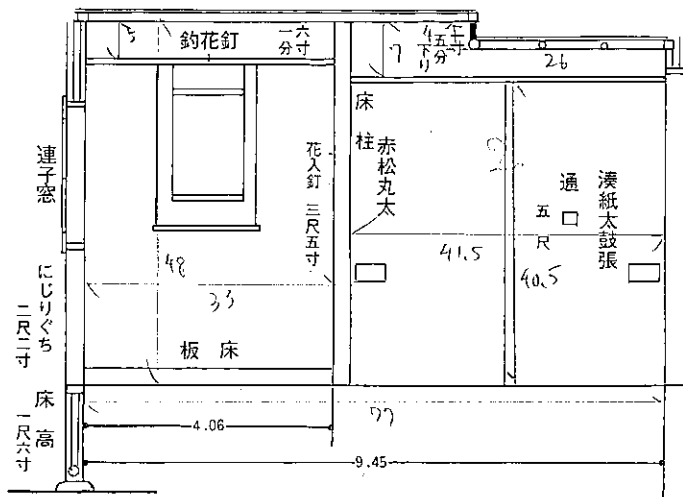 5
釣花釘
六寸一分
7
4下り
五分
26
連子窓
花入釘 三尺五寸
床柱
赤松丸太
通口
五尺
湊紙太鼓張
41.5
40.5
48
33
にじりぐち
二尺二寸
板床
床高
一尺六寸
77
4.06
9.45